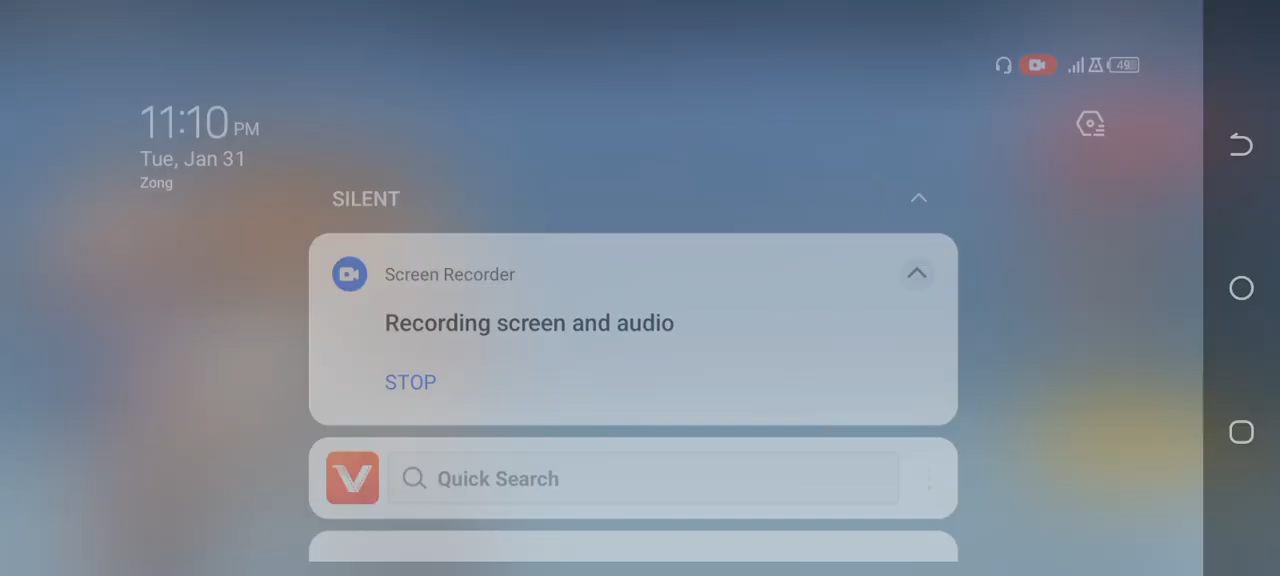 49
11:10 PM
Tue, Jan 31
Zong
SILENT
Screen Recorder
Recording screen and audio
STOP
Quick Search